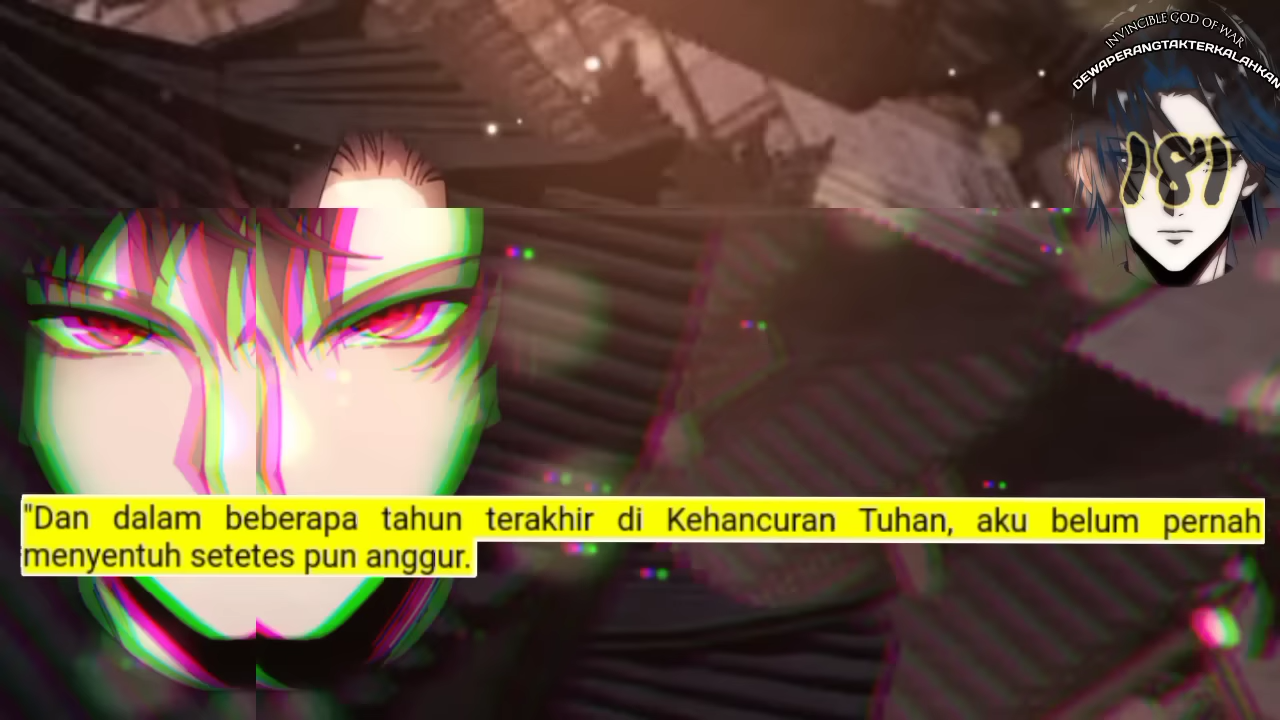 INVINCIBLE GOD OF WAR
DEWAPERANGTAKTERKALAHKAN
181
"Dan dalam beberapa tahun terakhir di Kehancuran Tuhan, aku belum pernah
menyentuh setetes pun anggur.